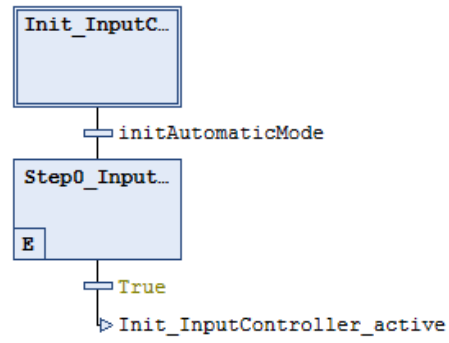 Init_InputC…
initAutomaticMode
Step0_Input…
E
True
Init_InputController_active